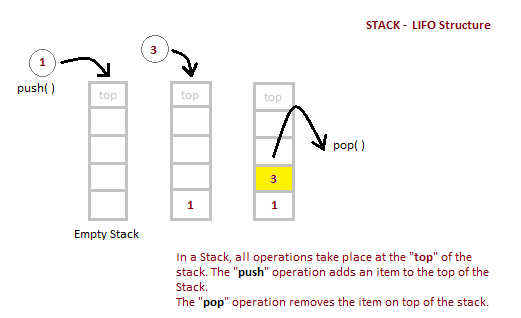 STACK - LIFO Structure
1
3
push( )
top
top
top
pop( )
3
1
1
Empty Stack
In a Stack, all operations take place at the "top" of the
stack. The "push" operation adds an item to the top of the
Stack.
The "pop" operation removes the item on top of the stack.